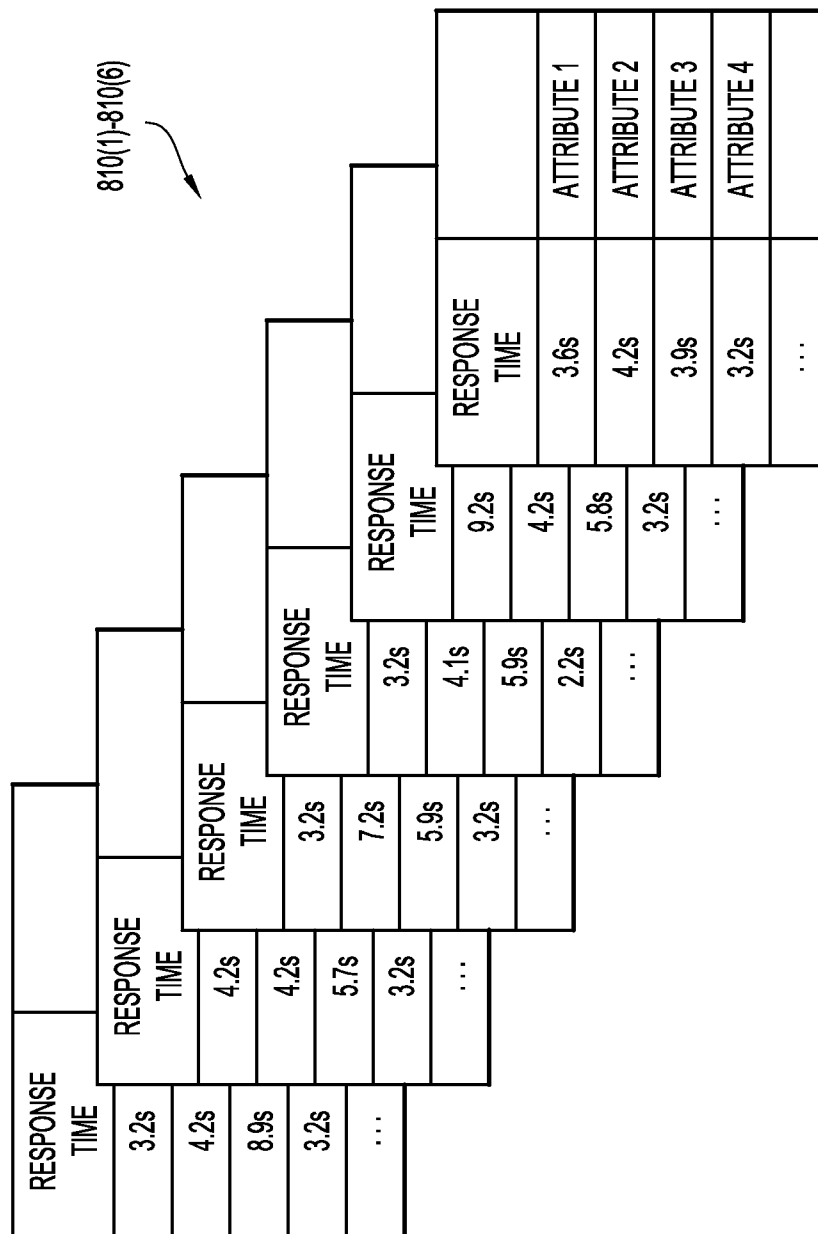 810(1)-810(6)
RESPONSE
TIME
3.2s
4.2s
8.9s
3.2s
...
RESPONSE
TIME
4.2s
4.2s
5.7s
3.2s
...
RESPONSE
TIME
3.2s
7.2s
5.9s
3.2s
...
RESPONSE
TIME
3.2s
4.1s
5.9s
2.2s
...
RESPONSE
TIME
9.2s
4.2s
5.8s
3.2s
...
RESPONSE
TIME
3.6s ATTRIBUTE 1
4.2s ATTRIBUTE 2
3.9s ATTRIBUTE 3
3.2s ATTRIBUTE 4
...